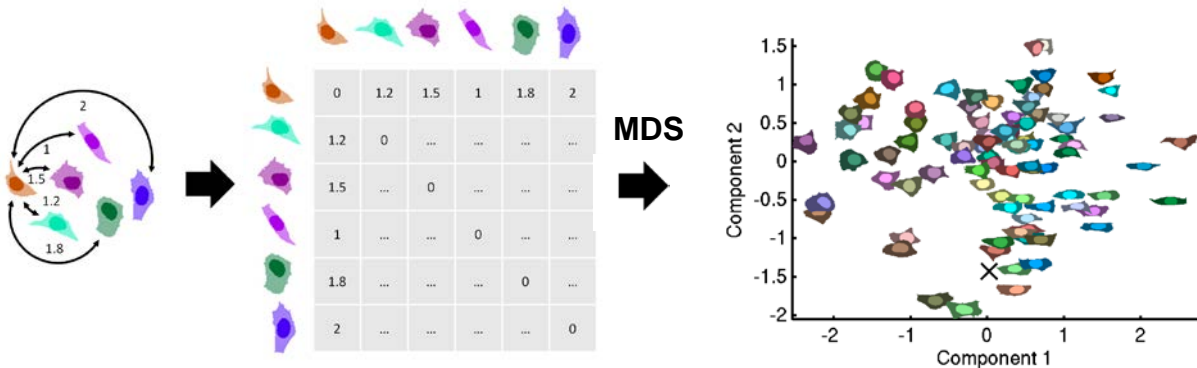 2
1
1.5
1.2
1.8
0 1.2 1.5 1 1.8 2
1.2 0 ... ... ... ...
1.5 ... 0 ... ... ...
1 ... ... 0 ... ...
1.8 ... ... ... 0 ...
2 ... ... ... ... 0
MDS
Component 2
1.5
1
0.5
0
-0.5
-1
-1.5
-2
-2 -1 0 1 2
Component 1